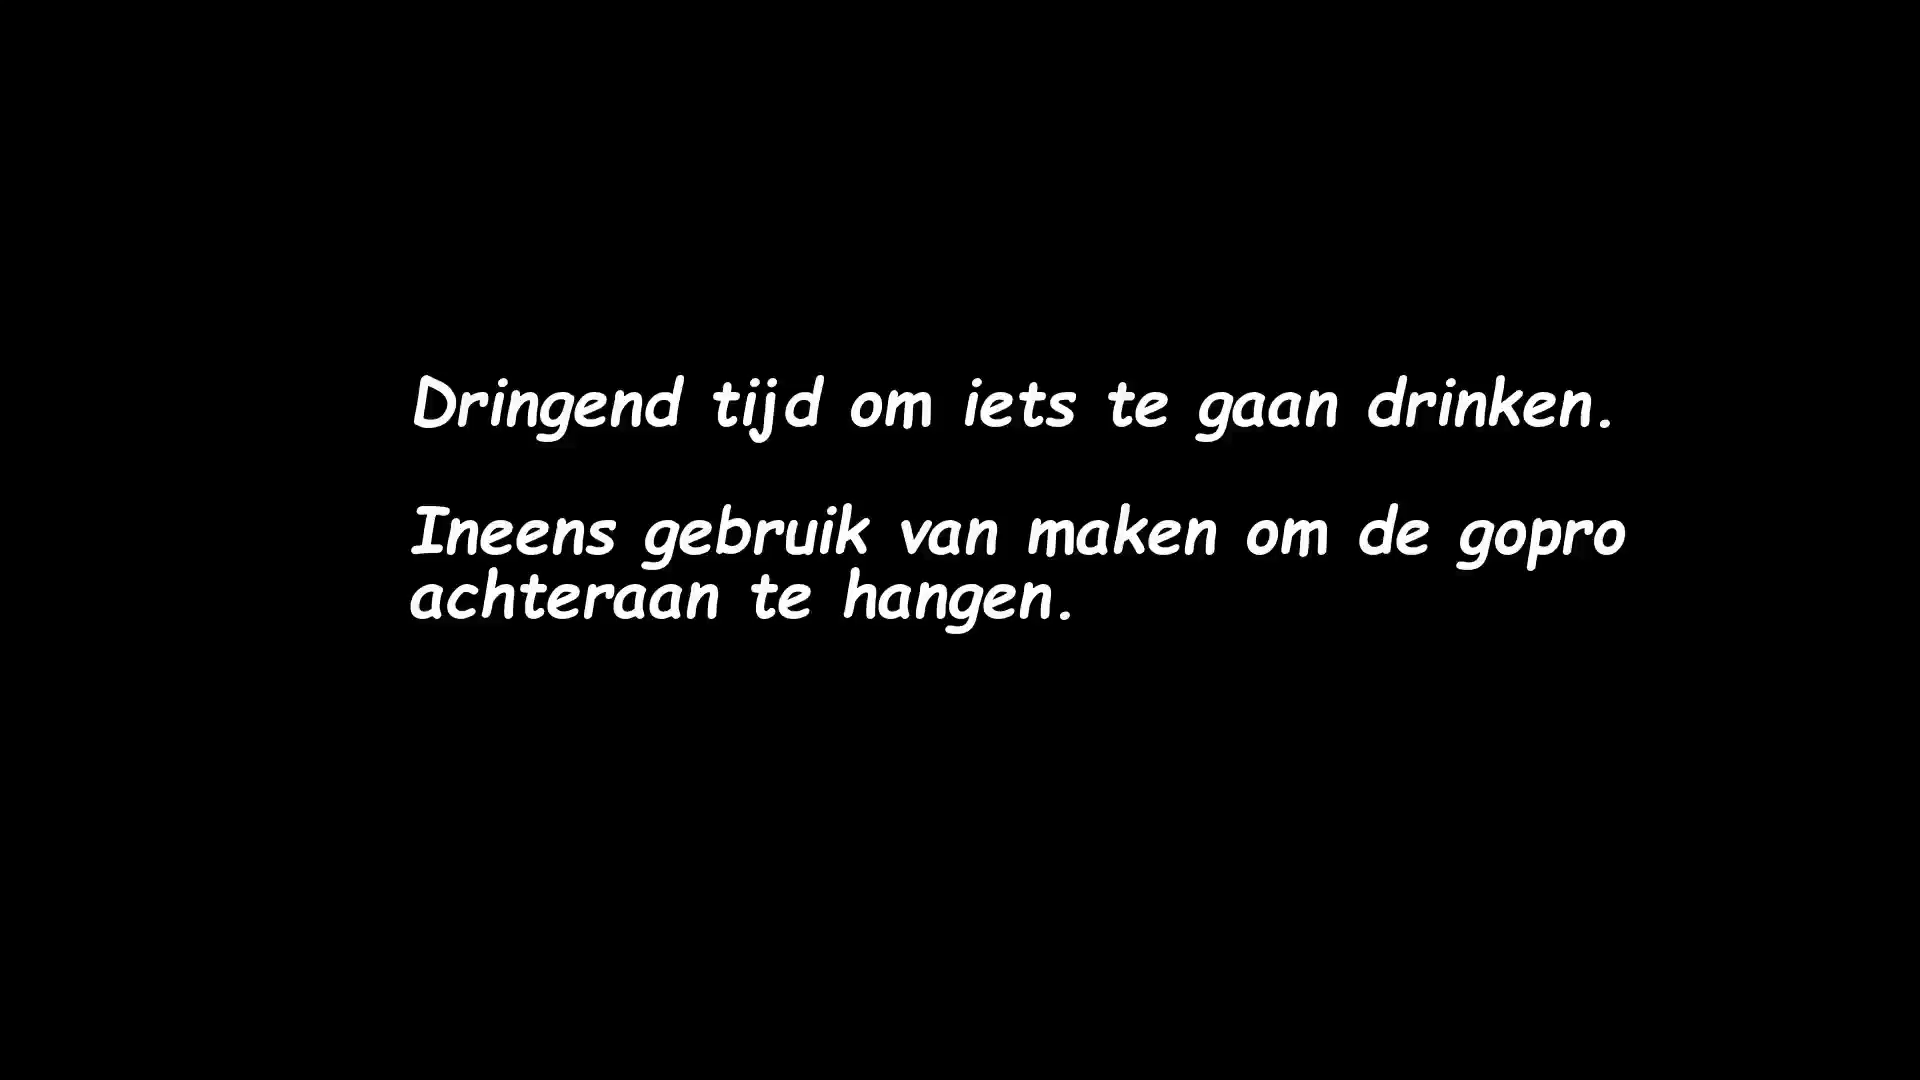 Dringend tijd om iets te gaan drinken.
Ineens gebruik van maken om de gopro
achteraan te hangen.